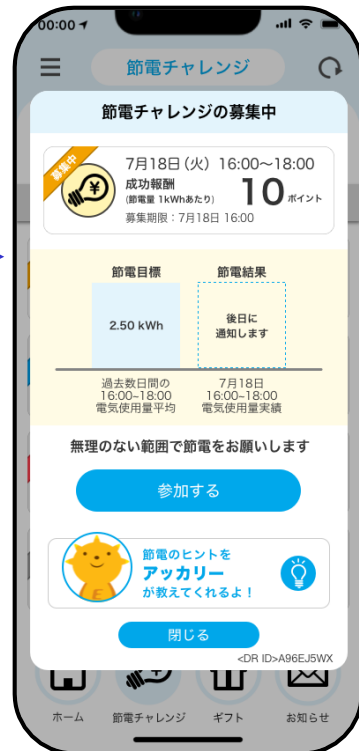 00:00
節電チャレンジ
節電チャレンジの募集中
募集中
7月18日(火) 16:00〜18:00
成功報酬
(節電量 1kWhあたり)
10 ポイント
募集期限:7月18日 16:00
節電目標
節電結果
2.50 kWh
後日に
通知します
過去数日間の
16:00~18:00
電気使用量平均
7月18日
16:00~18:00
電気使用量実績
無理のない範囲で節電をお願いします
参加する
節電のヒントを
アッカリー
が教えてくれるよ!
閉じる
<DR ID>A96EJ5WX
ホーム
節電チャレンジ
ギフト
お知らせ